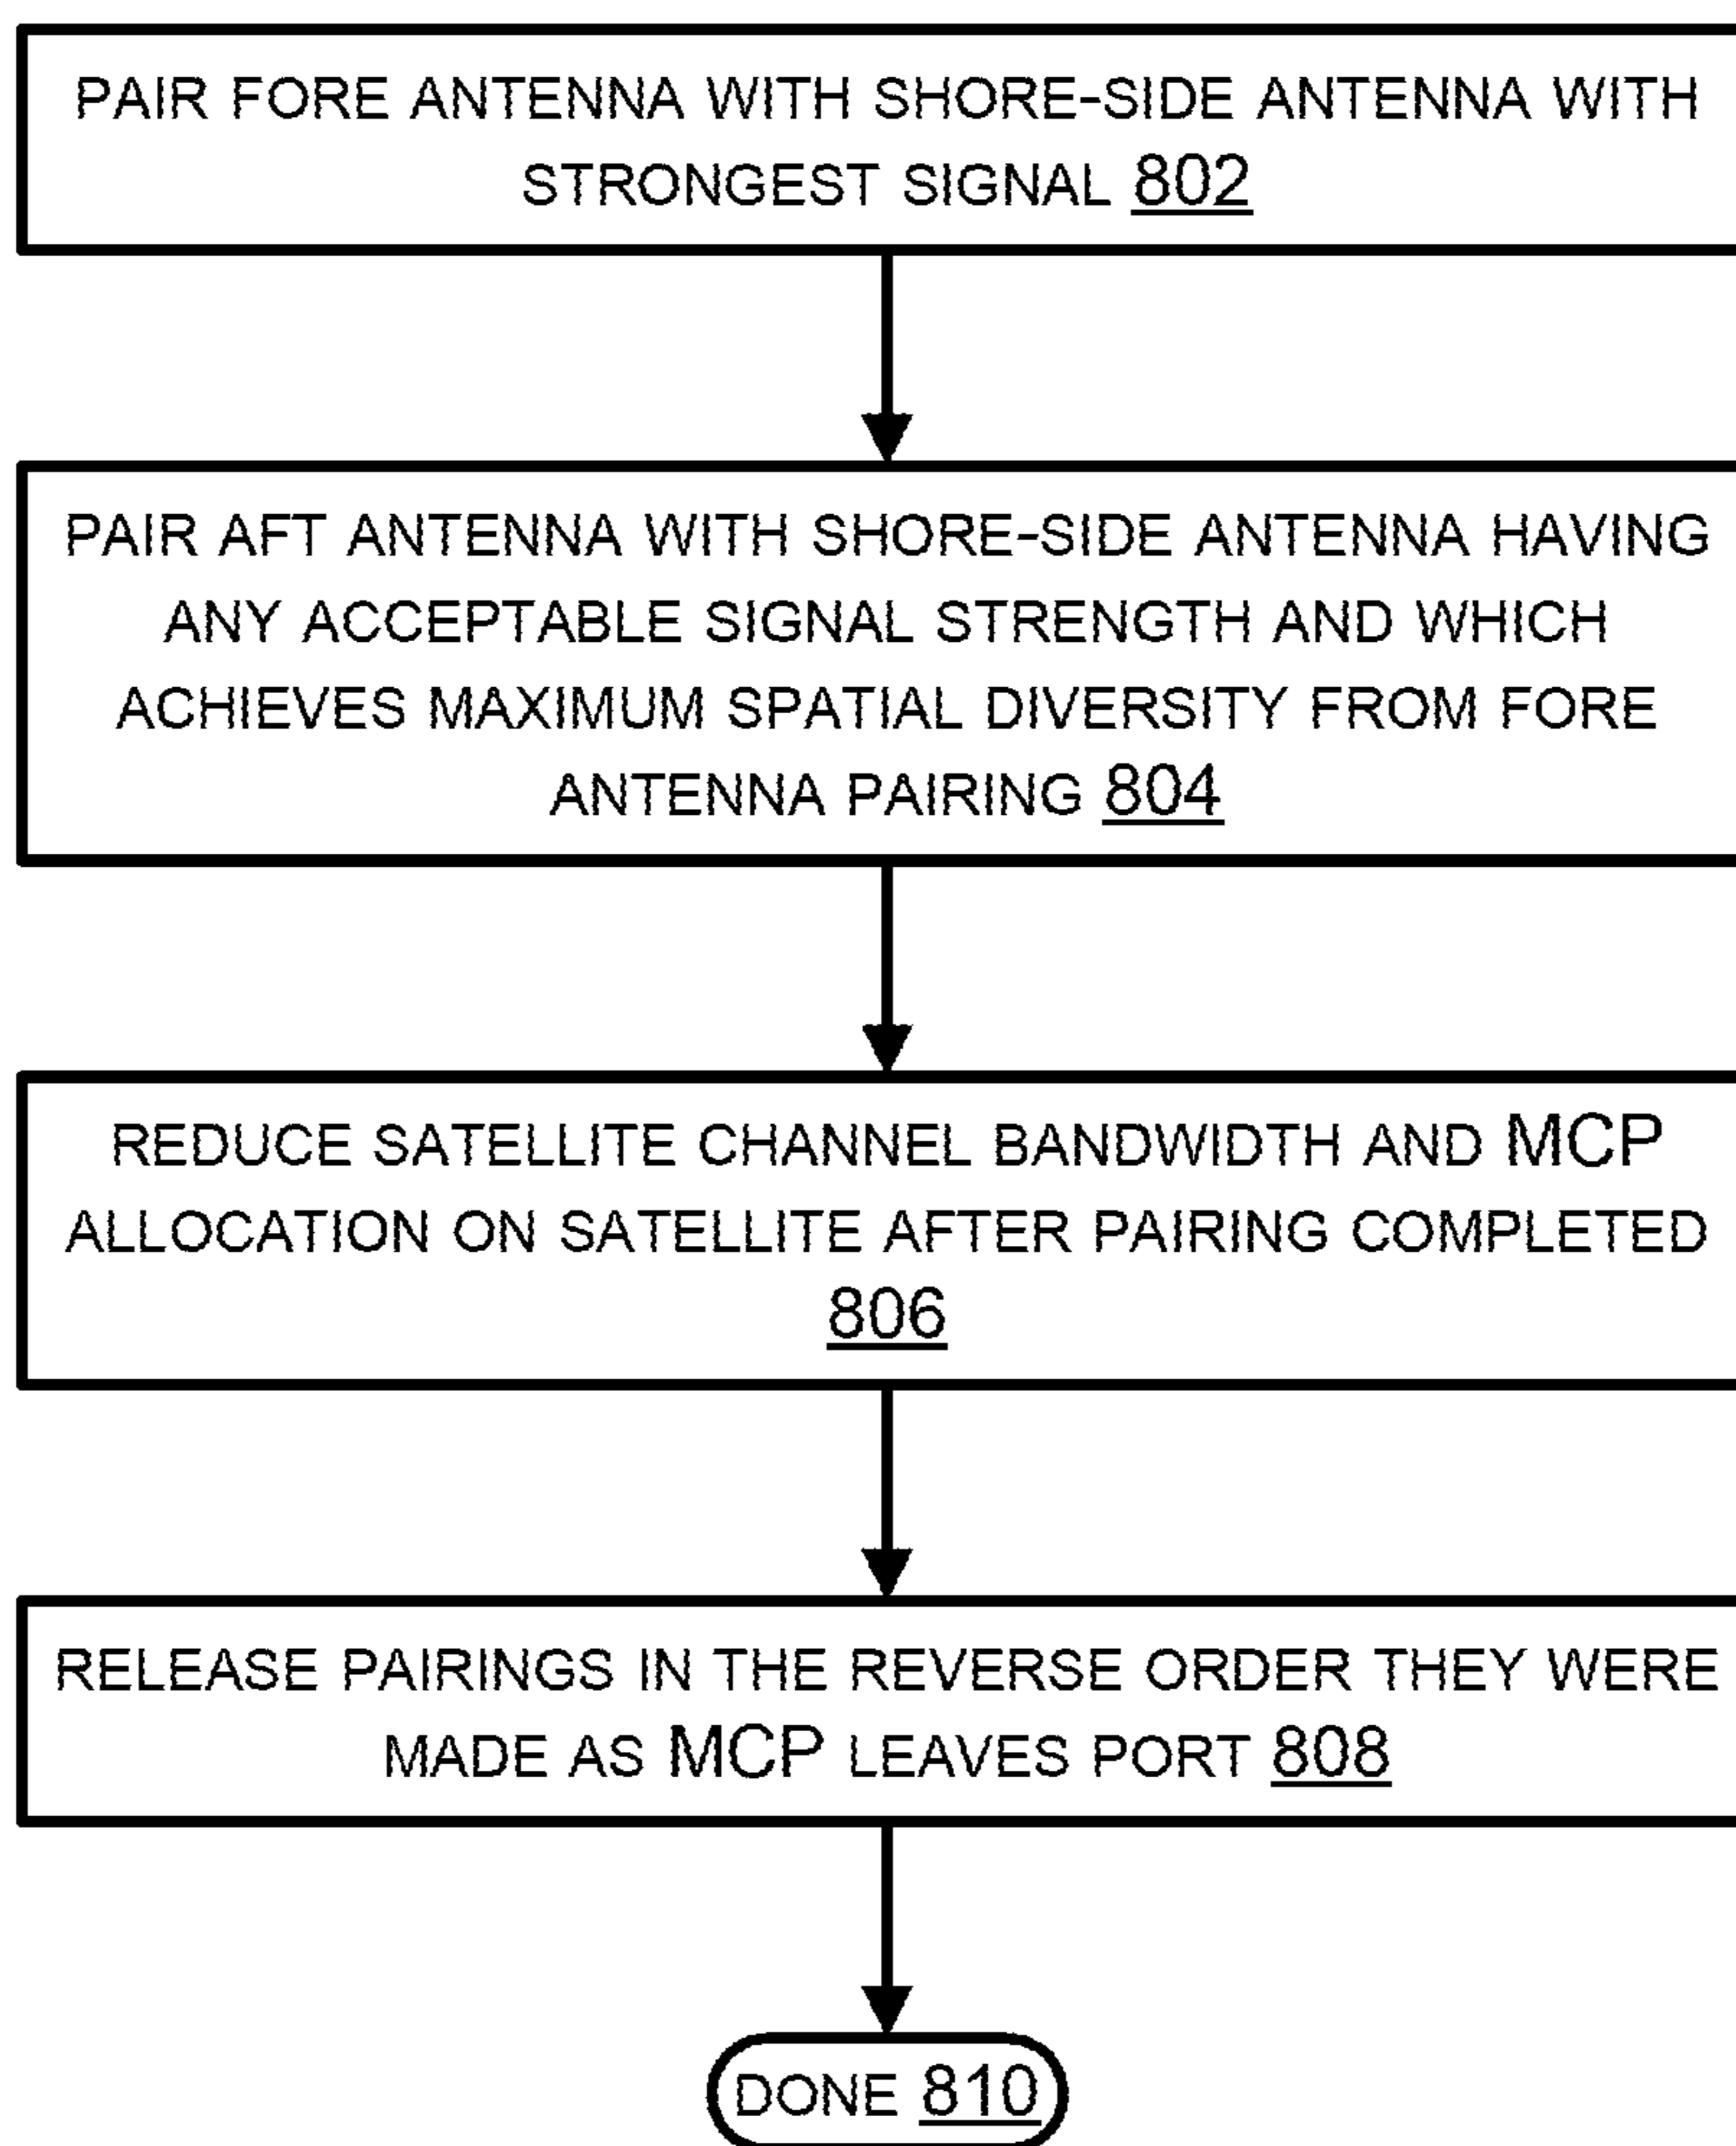 PAIR FORE ANTENNA WITH SHORE-SIDE ANTENNA WITH
STRONGEST SIGNAL 802
PAIR AFT ANTENNA WITH SHORE-SIDE ANTENNA HAVING
ANY ACCEPTABLE SIGNAL STRENGTH AND WHICH
ACHIEVES MAXIMUM SPATIAL DIVERSITY FROM FORE
ANTENNA PAIRING 804
REDUCE SATELLITE CHANNEL BANDWIDTH AND MCP
ALLOCATION ON SATELLITE AFTER PAIRING COMPLETED
806
RELEASE PAIRINGS IN THE REVERSE ORDER THEY WERE
MADE AS MCP LEAVES PORT 808
DONE 810